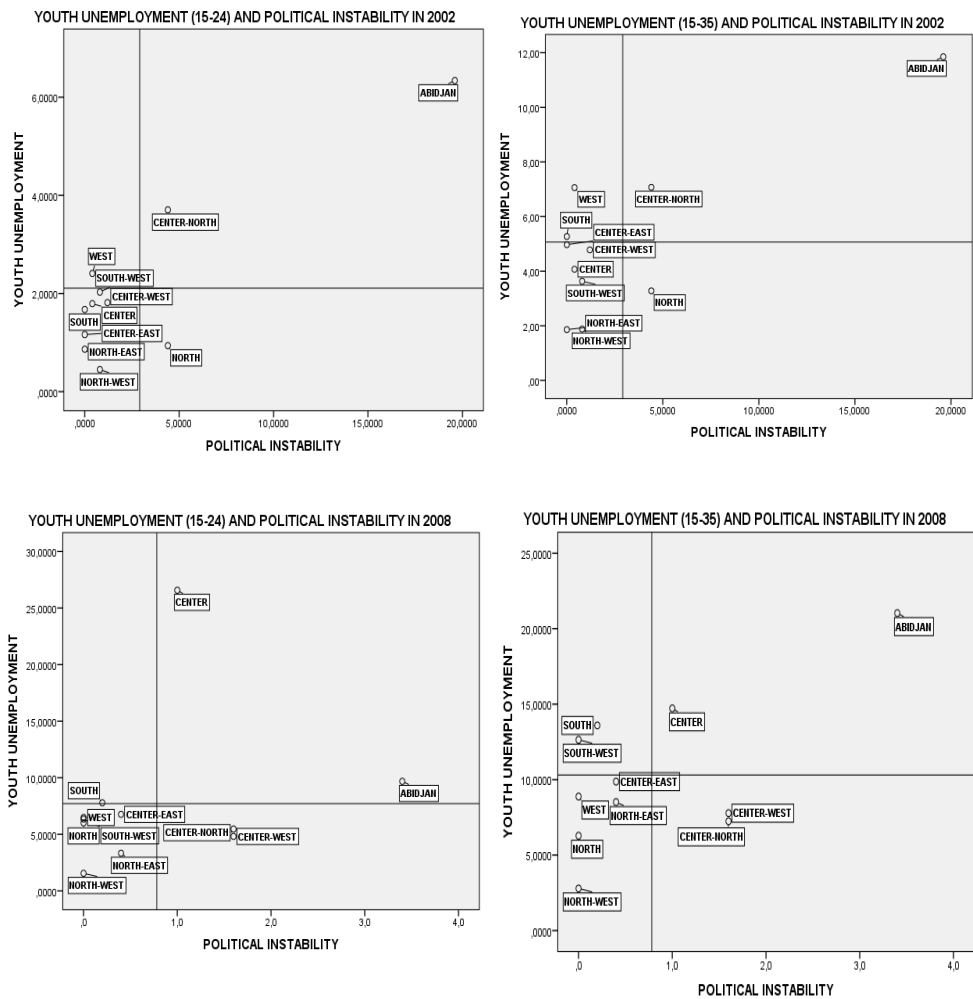 YOUTH UNEMPLOYMENT (15-24) AND POLITICAL INSTABILITY IN 2002
YOUTH UNEMPLOYMENT
6,0000
4,0000
2,0000
,0000
ABIDJAN
CENTER-NORTH
WEST
SOUTH-WEST
CENTER-WEST
CENTER
SOUTH
CENTER-EAST
NORTH-EAST
NORTH
NORTH-WEST
,0000 5,0000 10,0000 15,0000 20,0000
POLITICAL INSTABILITY
YOUTH UNEMPLOYMENT (15-35) AND POLITICAL INSTABILITY IN 2002
YOUTH UNEMPLOYMENT
12,00
10,00
8,00
6,00
4,00
2,00
,00
ABIDJAN
WEST
CENTER-NORTH
SOUTH
CENTER-EAST
CENTER-WEST
CENTER
SOUTH-WEST
NORTH
NORTH-EAST
NORTH-WEST
,0000 5,0000 10,0000 15,0000 20,0000
POLITICAL INSTABILITY
YOUTH UNEMPLOYMENT (15-24) AND POLITICAL INSTABILITY IN 2008
YOUTH UNEMPLOYMENT
30,0000
25,0000
20,0000
15,0000
10,0000
5,0000
,0000
CENTER
SOUTH
ABIDJAN
WEST
CENTER-EAST
NORTH
SOUTH-WEST
CENTER-NORTH
CENTER-WEST
NORTH-EAST
NORTH-WEST
,0 1,0 2,0 3,0 4,0
POLITICAL INSTABILITY
YOUTH UNEMPLOYMENT (15-35) AND POLITICAL INSTABILITY IN 2008
YOUTH UNEMPLOYMENT
25,0000
20,0000
15,0000
10,0000
5,0000
,0000
ABIDJAN
SOUTH
CENTER
SOUTH-WEST
CENTER-EAST
WEST
NORTH-EAST
CENTER-WEST
CENTER-NORTH
NORTH
NORTH-WEST
,0 1,0 2,0 3,0 4,0
POLITICAL INSTABILITY